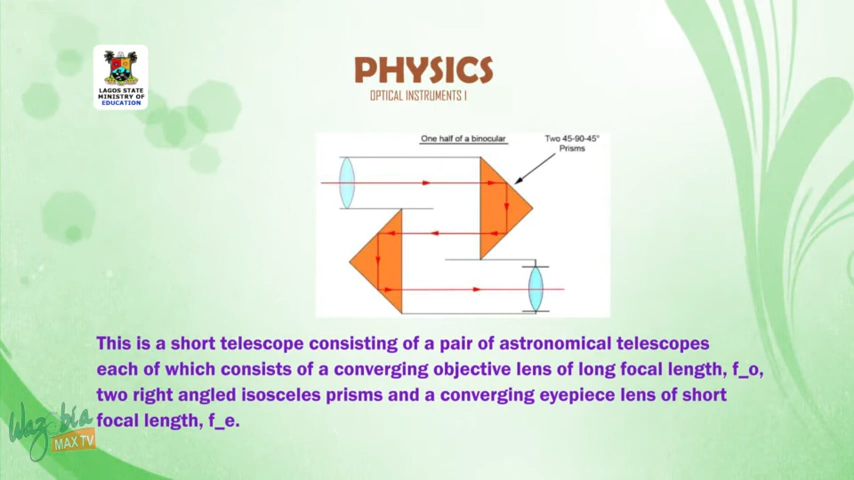 LAGOS STATE
MINISTRY OF
EDUCATION
PHYSICS
OPTICAL INSTRUMENTS I
One half of a binocular
Two 45-90-45°
Prisms
This is a short telescope consisting of a pair of astronomical telescopes
each of which consists of a converging objective lens of long focal length, f_o,
two right angled isosceles prisms and a converging eyepiece lens of short
focal length, f_e.
Wazobia
MAX TV